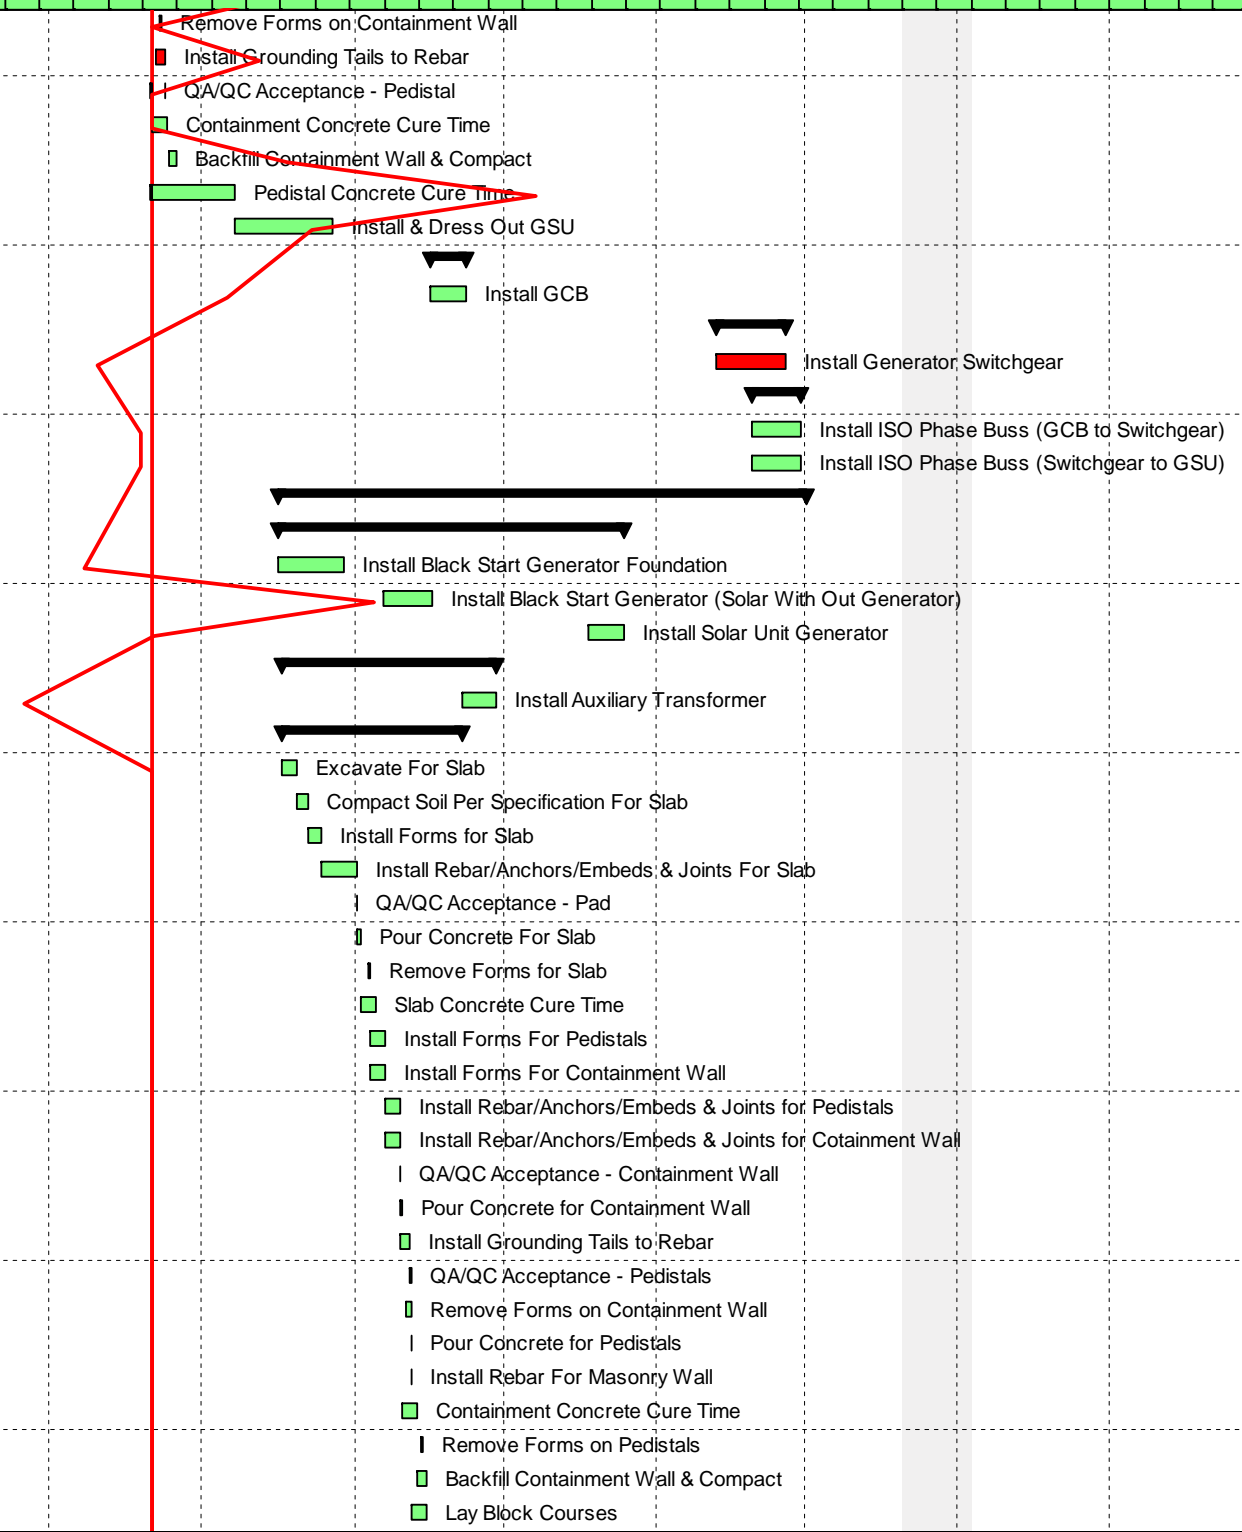 Remove Forms on Containment Wall
Install Grounding Tails to Rebar
QA/QC Acceptance - Pedistal
Containment Concrete Cure Time
Backfill Containment Wall & Compact
Pedistal Concrete Cure Time
Install & Dress Out GSU
Install GCB
Install Generator Switchgear
Install ISO Phase Buss (GCB to Switchgear)
Install ISO Phase Buss (Switchgear to GSU)
Install Black Start Generator Foundation
Install Black Start Generator (Solar With Out Generator)
Install Solar Unit Generator
Install Auxiliary Transformer
Excavate For Slab
Compact Soil Per Specification For Slab
Install Forms for Slab
Install Rebar/Anchors/Embeds & Joints For Slab
QA/QC Acceptance - Pad
Pour Concrete For Slab
Remove Forms for Slab
Slab Concrete Cure Time
Install Forms For Pedistals
Install Forms For Containment Wall
Install Rebar/Anchors/Embeds & Joints for Pedistals
Install Rebar/Anchors/Embeds & Joints for Cotainment Wall
QA/QC Acceptance - Containment Wall
Pour Concrete for Containment Wall
Install Grounding Tails to Rebar
QA/QC Acceptance - Pedistals
Remove Forms on Containment Wall
Pour Concrete for Pedistals
Install Rebar For Masonry Wall
Containment Concrete Cure Time
Remove Forms on Pedistals
Backfill Containment Wall & Compact
Lay Block Courses